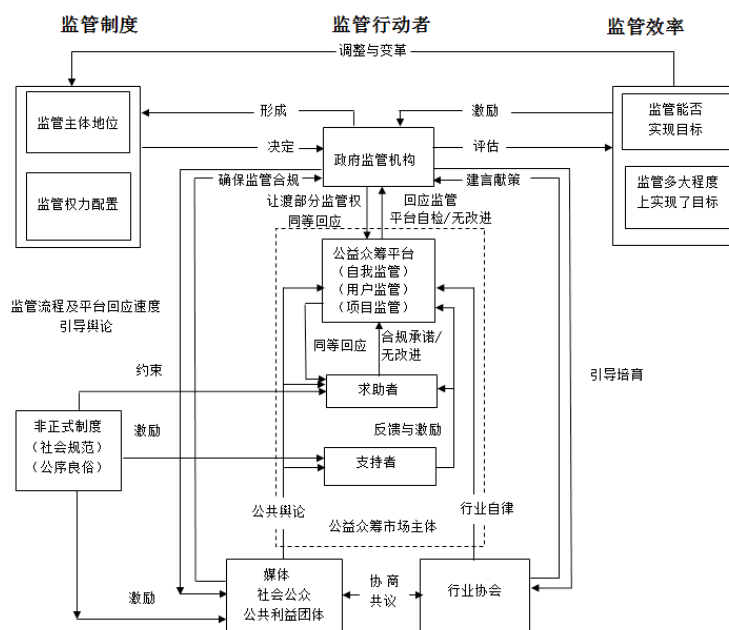 监管制度
监管行动者
监管效率
调整与变革
监管主体地位
监管权力配置
形成
决定
政府监管机构
激励
评估
监管能否
实现目标
监管多大程度
上实现了目标
确保监管合规
建言献策
让渡部分监管权
同等回应
回应监管
平台自检/无改进
公益众筹平台
（自我监管）
（用户监管）
（项目监管）
监管流程及平台回应速度
引导舆论
同等回应
合规承诺/
无改进
约束
求助者
引导培育
非正式制度
（社会规范）
（公序良俗）
激励
反馈与激励
支持者
公共舆论
行业自律
公益众筹市场主体
媒体
社会公众
公共利益团体
协 商
共议
行业协会
激励